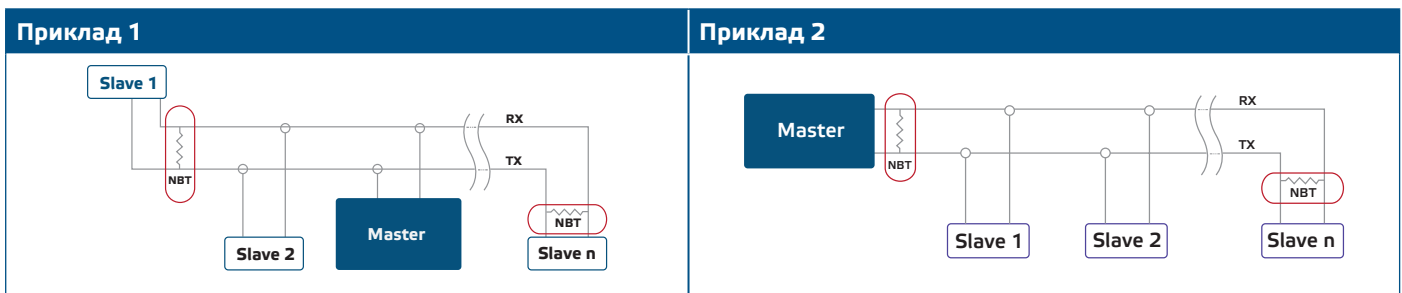 Приклад 1
Slave 1
RX
TX
NBT
NBT
Slave 2
Master
Slave n
Приклад 2
Master
RX
TX
NBT
NBT
Slave 1
Slave 2
Slave n